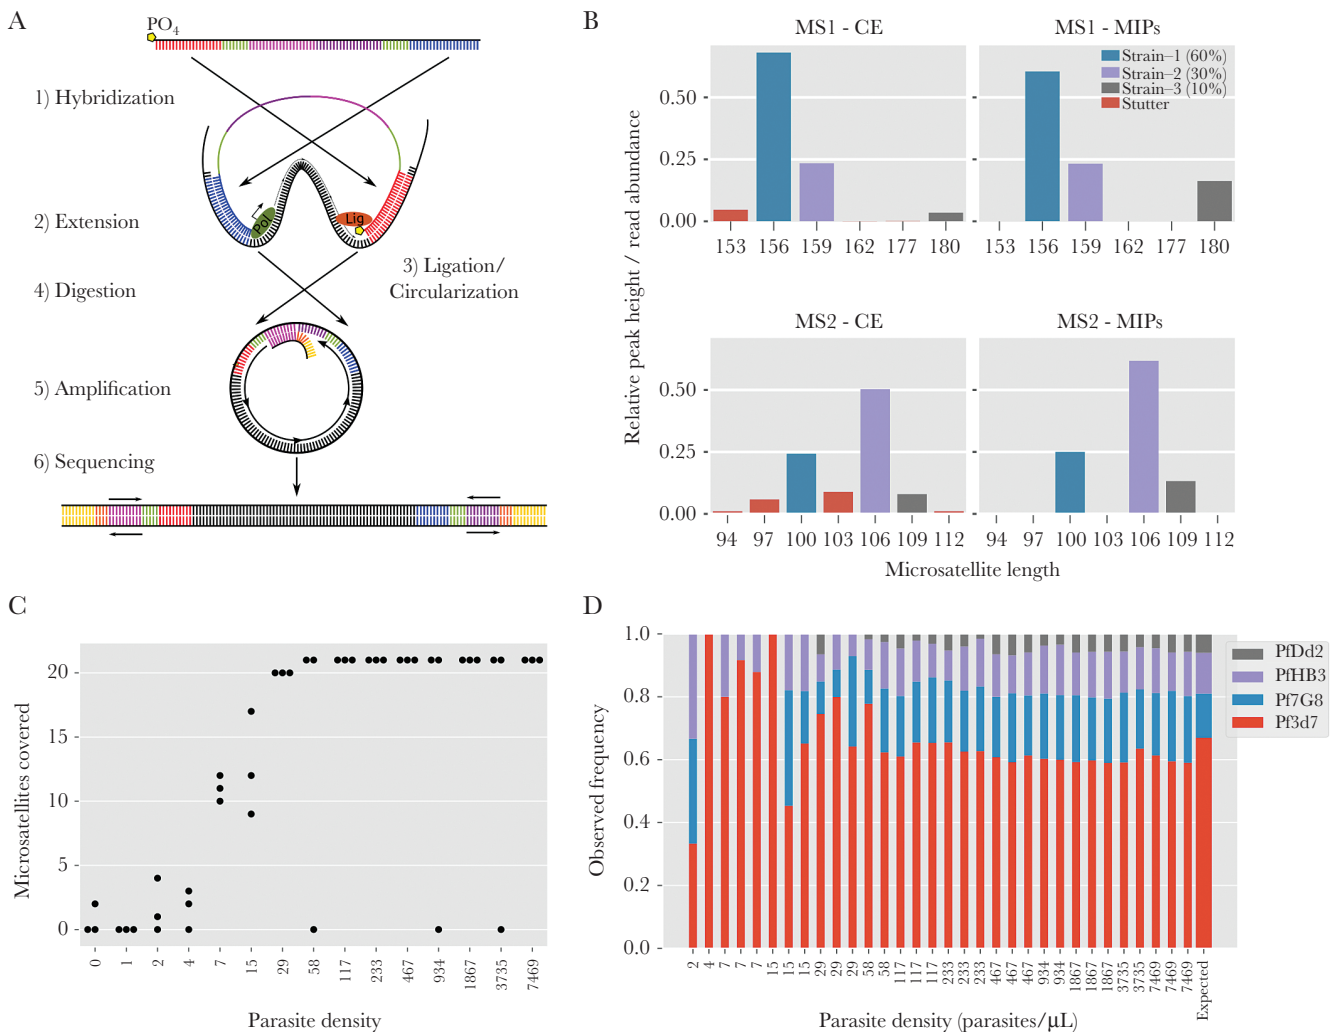 A
PO4
1) Hybridization
2) Extension
Pol
Lig
3) Ligation/
Circularization
4) Digestion
5) Amplification
6) Sequencing
B
Relative peak height / read abundance
MS1 - CE
0.50
0.25
0.00
153 156 159 162 177 180
MS1 - MIPs
Strain–1 (60%)
Strain–2 (30%)
Strain–3 (10%)
Stutter
153 156 159 162 177 180
MS2 - CE
0.50
0.25
0.00
94 97 100 103 106 109 112
MS2 - MIPs
94 97 100 103 106 109 112
Microsatellite length
C
Microsatellites covered
20
15
10
5
0
0 1 2 4 7 15 29 58 117 233 467 934 1867 3735 7469
Parasite density
D
Observed frequency
1.0
0.8
0.6
0.4
0.2
0.0
2 4 7 7 7 15 15 15 29 29 29 58 58 117 117 117 233 233 233 467 467 467 934 934 1867 1867 1867 3735 3735 7469 7469 7469 Expected
Parasite density (parasites/μL)
PfDd2
PfHB3
Pf7G8
Pf3d7